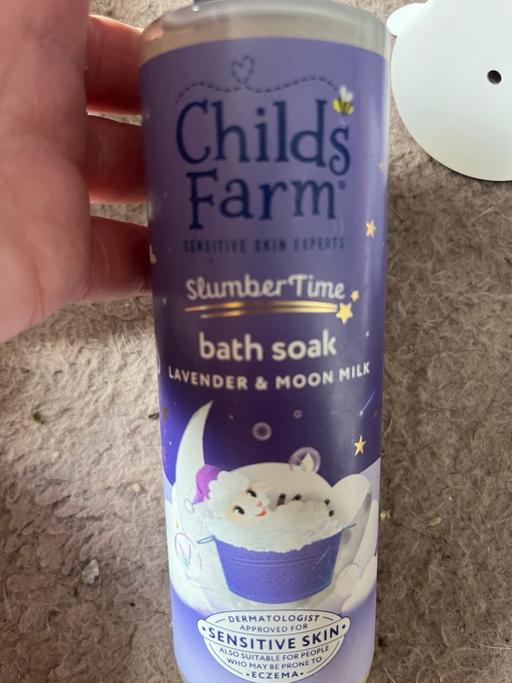 Childs
Farm®
SENSITIVE SKIN EXPERTS
SlumberTime
bath soak
LAVENDER & MOON MILK
DERMATOLOGIST
APPROVED FOR
• SENSITIVE SKIN •
ALSO SUITABLE FOR PEOPLE
WHO MAY BE PRONE TO
• ECZEMA •